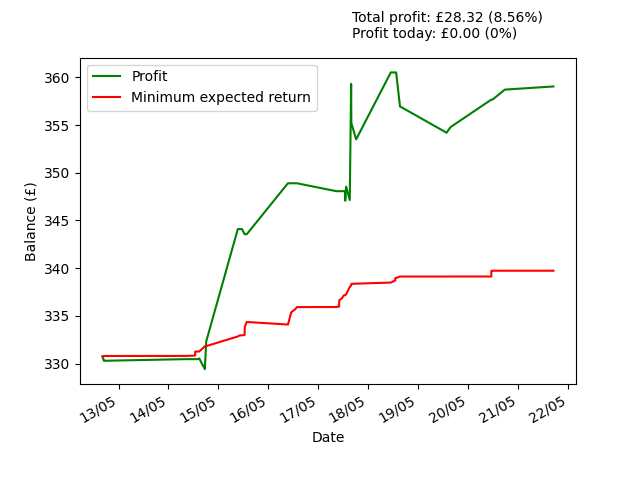 Total profit: £28.32 (8.56%)
Profit today: £0.00 (0%)
Profit
Minimum expected return
360
355
350
345
340
335
330
Balance (£)
13/05 14/05 15/05 16/05 17/05 18/05 19/05 20/05 21/05 22/05
Date